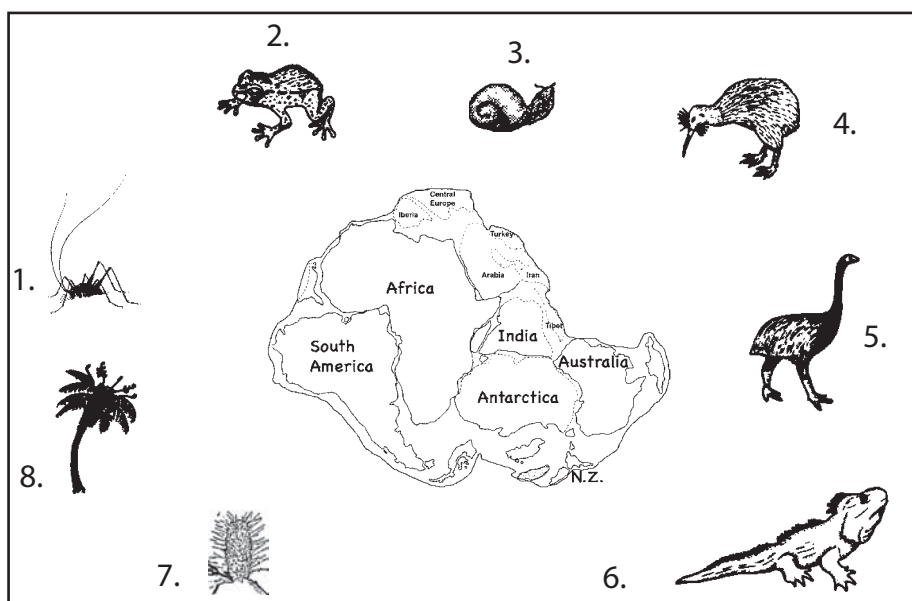 2.
3.
4.
Central
Europe
Iberia
Turkey
1.
Arabia
Iran
Africa
India
Tibet
5.
South
America
Australia
Antarctica
8.
N.Z.
7.
6.